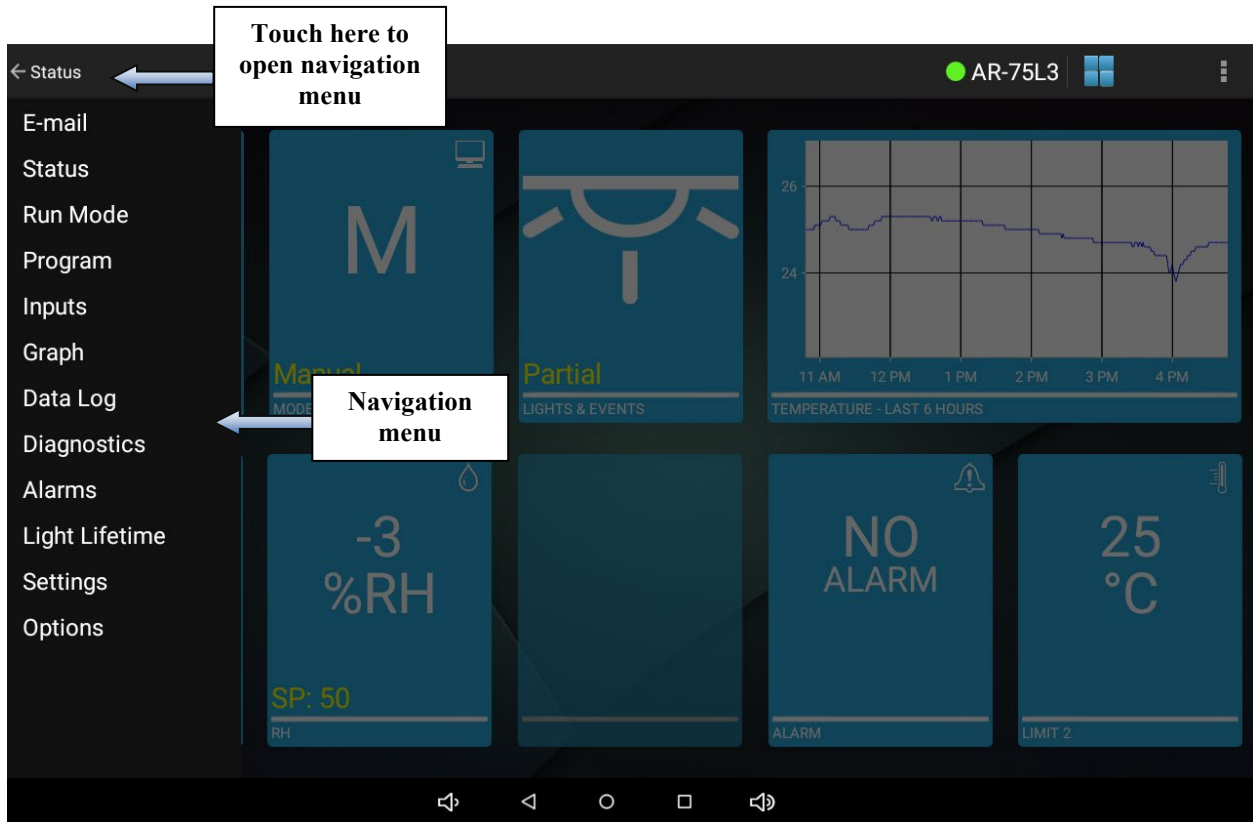 Touch here to
open navigation
menu
Status
AR-75L3
E-mail
Status
Run Mode
Program
Inputs
Graph
Data Log
Diagnostics
Alarms
Light Lifetime
Settings
Options
M
Manual
MODE
Navigation
menu
Partial
LIGHTS & EVENTS
26
24
11 AM 12 PM 1 PM 2 PM 3 PM 4 PM
TEMPERATURE - LAST 6 HOURS
-3
%RH
SP: 50
RH
NO
ALARM
ALARM
25
°C
LIMIT 2